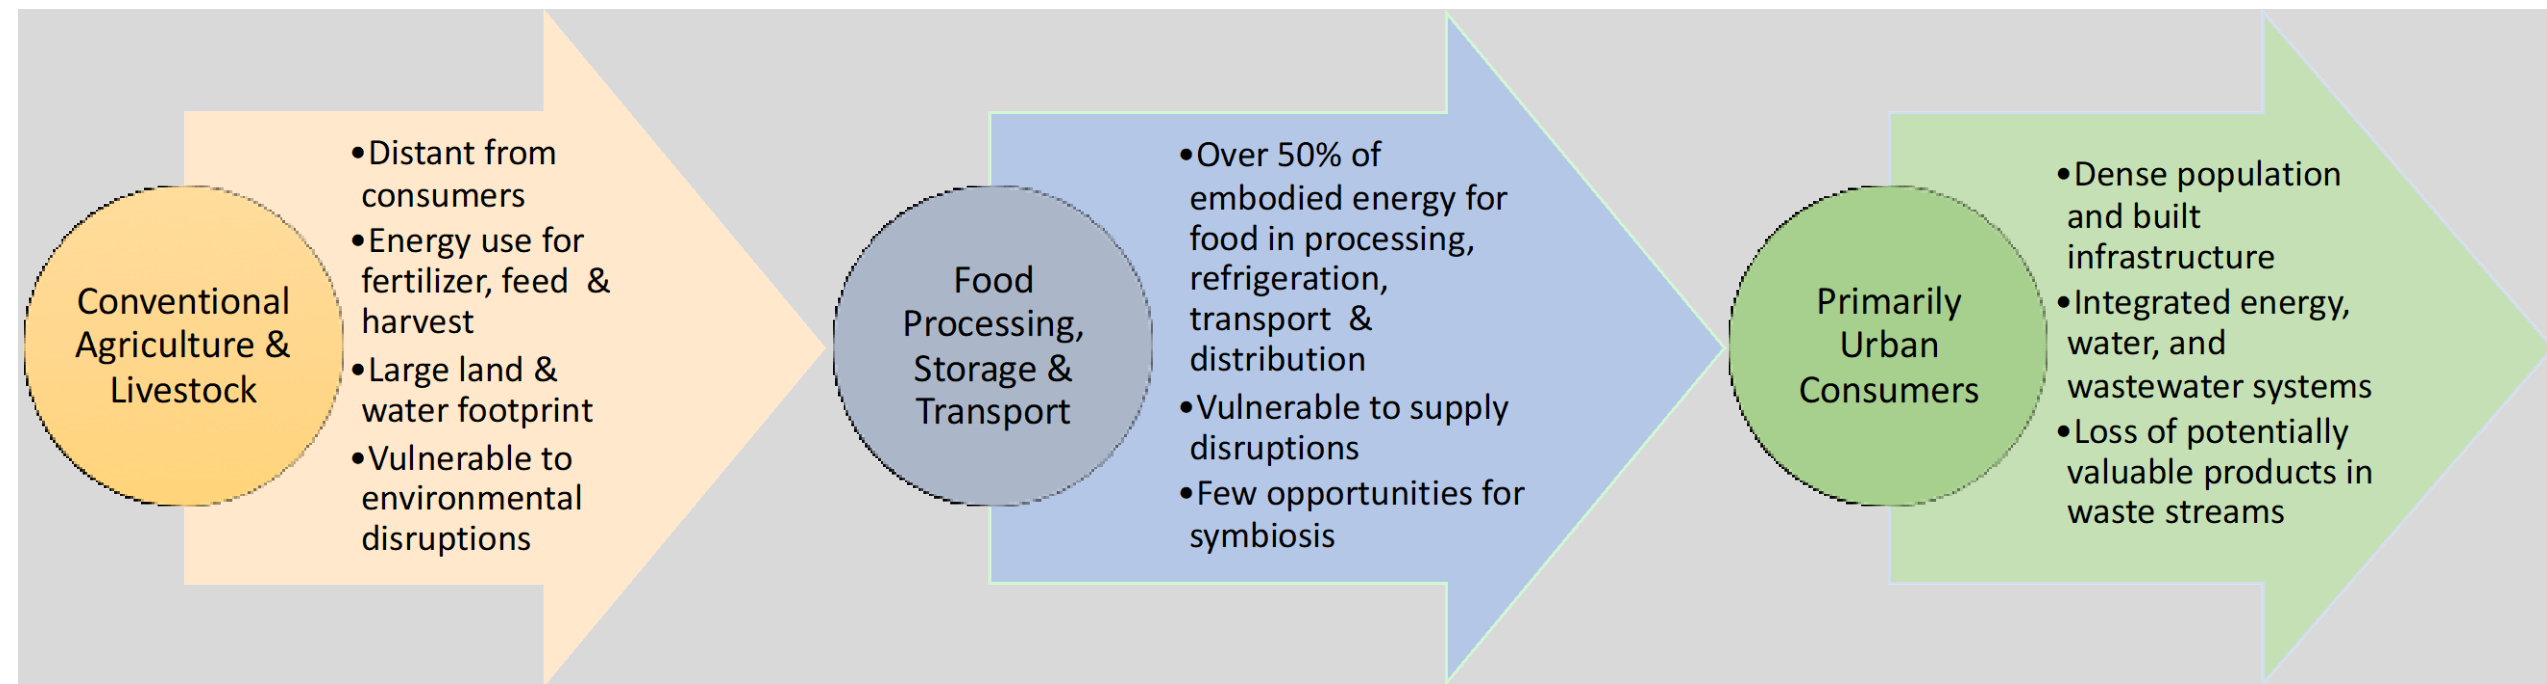 Conventional
Agriculture &
Livestock
•Distant from
consumers
•Energy use for
fertilizer, feed & 
harvest
•Large land &
water footprint
•Vulnerable to
environmental
disruptions
Food
Processing,
Storage &
Transport
•Over 50% of
embodied energy for
food in processing,
refrigeration,
transport &
distribution
•Vulnerable to supply
disruptions
•Few opportunities for
symbiosis
Primarily
Urban
Consumers
•Dense population
and built
infrastructure
•Integrated energy,
water, and
wastewater systems
•Loss of potentially
valuable products in
waste streams